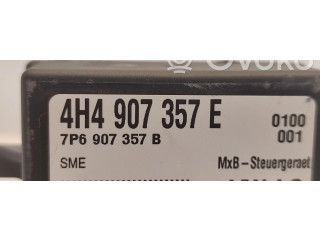 4H4 907 357 E 0100
7P6 907 357 B 001
SME MxB-Steuergeraet